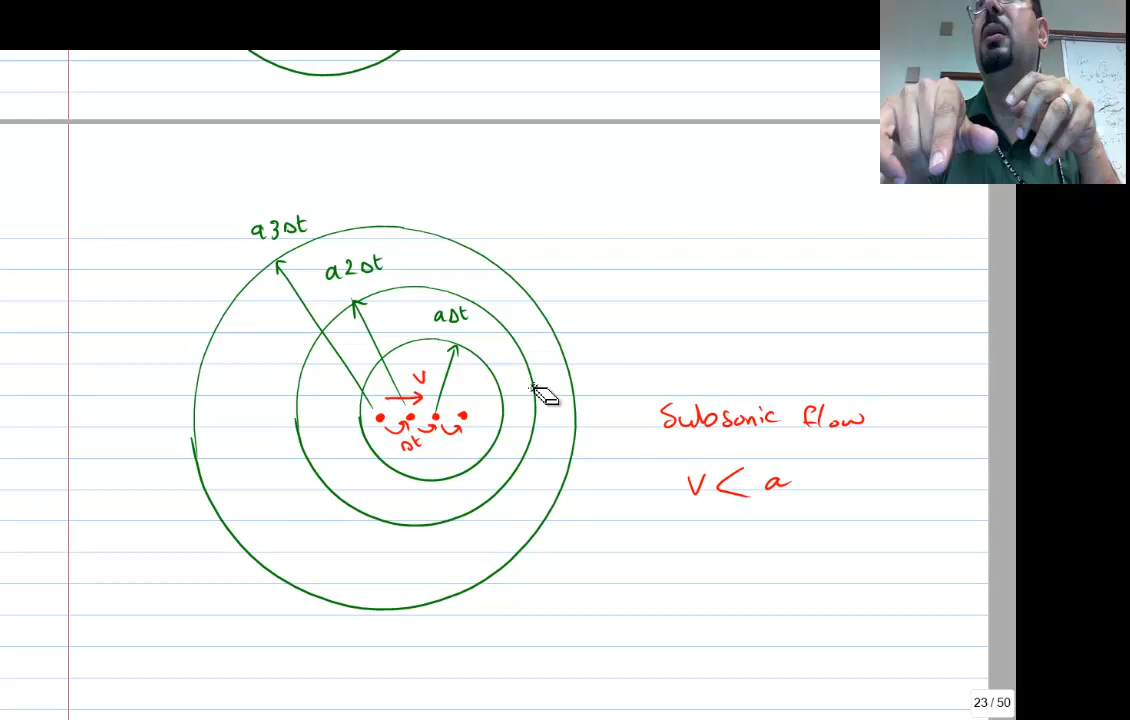 a3Δt
a2Δt
aΔt
V
Δt
Subsonic flow
V < a
23 / 50